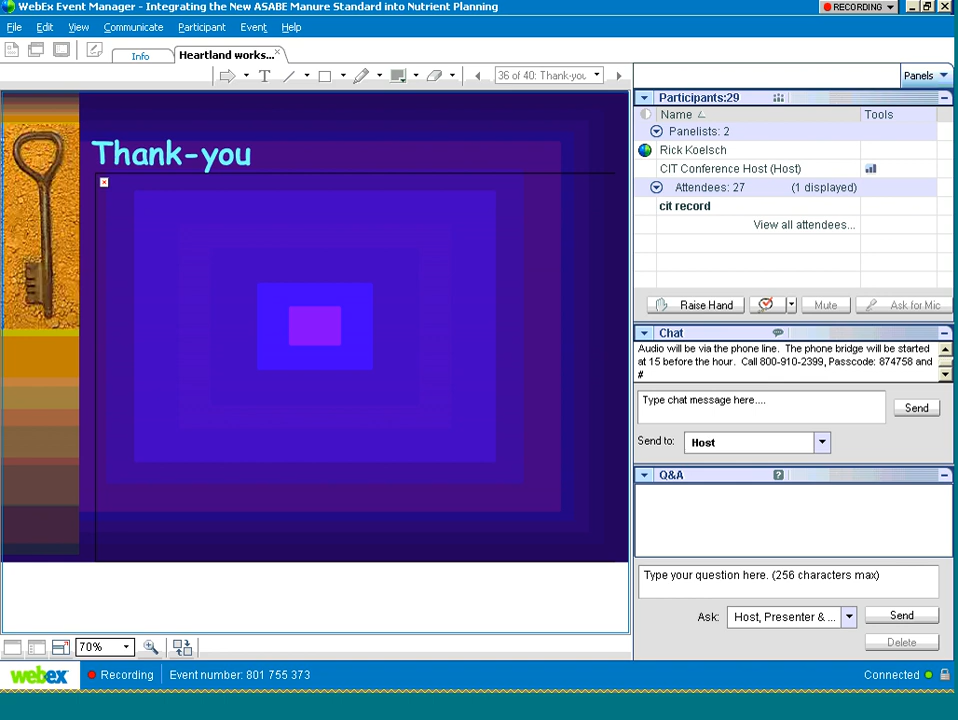 WebEx Event Manager - Integrating the New ASABE Manure Standard into Nutrient Planning
RECORDING
File Edit View Communicate Participant Event Help
Info
Heartland works...
36 of 40: Thank-you
Panels
Thank-you
Participants:29
Name
Tools
Panelists: 2
Rick Koelsch
CIT Conference Host (Host)
Attendees: 27 (1 displayed)
cit record
View all attendees...
Raise Hand
Mute
Ask for Mic
Chat
Audio will be via the phone line. The phone bridge will be started
at 15 before the hour. Call 800-910-2399, Passcode: 874758 and
#
Type chat message here....
Send
Send to: Host
Q&A
Type your question here. (256 characters max)
Ask: Host, Presenter & ...
Send
Delete
70%
webex
Recording
Event number: 801 755 373
Connected